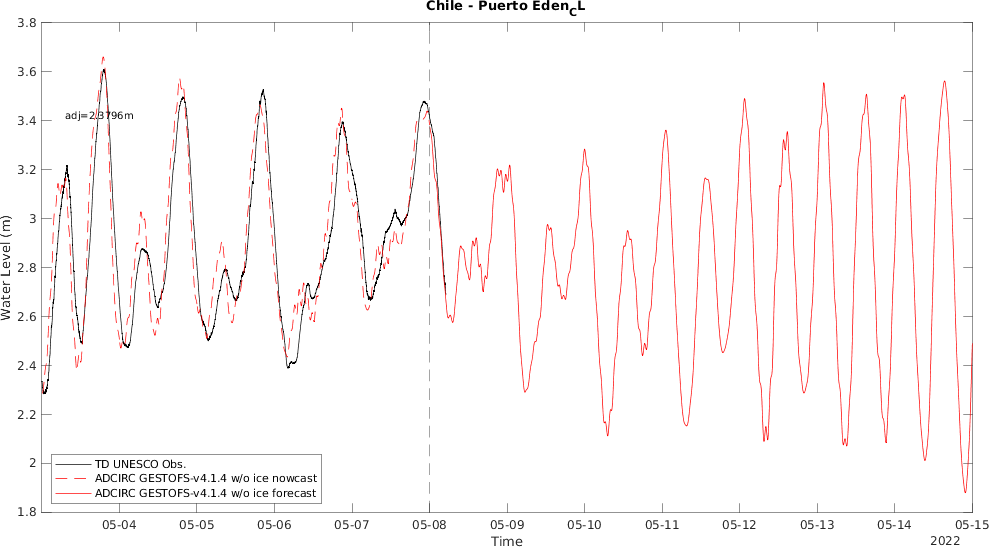 Chile - Puerto EdenCL
3.8
3.6
3.4
3.2
3
2.8
2.6
2.4
2.2
2
1.8
Water Level (m)
adj=2.3796m
TD UNESCO Obs.
ADCIRC GESTOFS-v4.1.4 w/o ice nowcast
ADCIRC GESTOFS-v4.1.4 w/o ice forecast
05-04 05-05 05-06 05-07 05-08 05-09 05-10 05-11 05-12 05-13 05-14 05-15
Time
2022